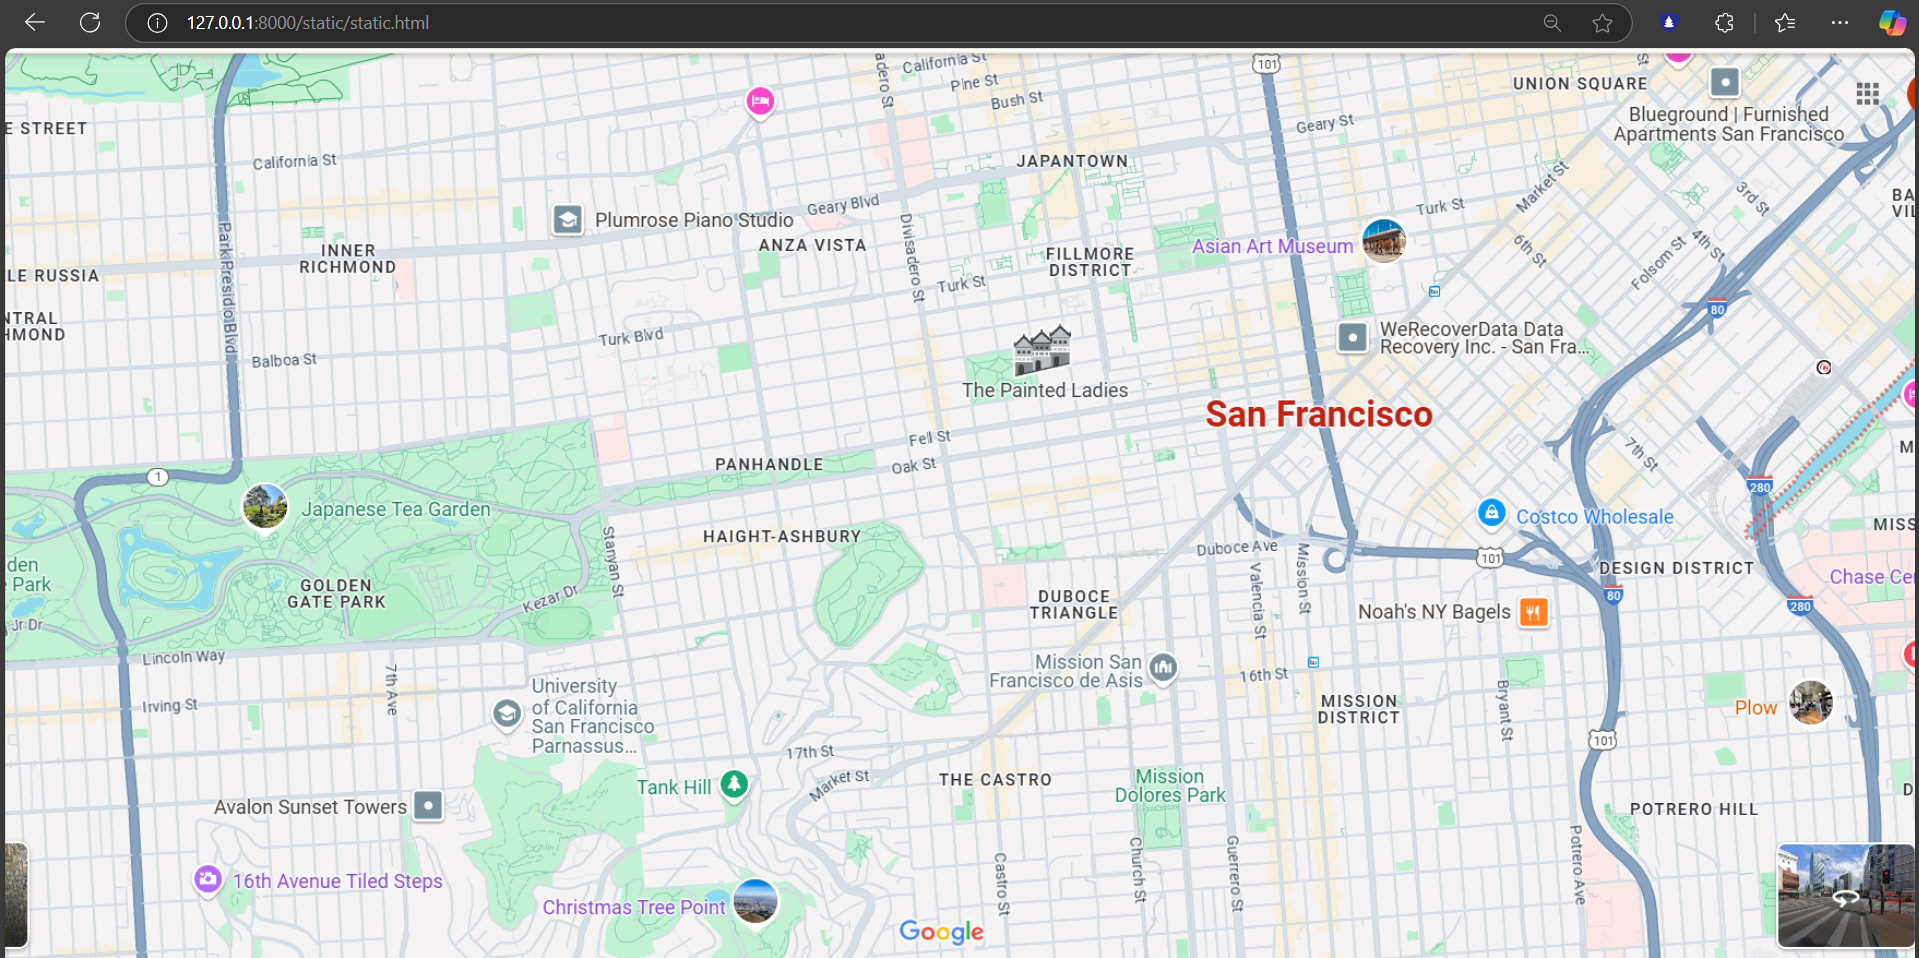 127.0.0.1:8000/static/static.html
California St
101
UNION SQUARE
adero St
Pine St
Bush St
Blueground | Furnished
Apartments San Francisco
E STREET
Geary St
California St
JAPANTOWN
Market St
3rd St
BA
VIL
Geary Blvd
Turk St
Plumrose Piano Studio
ANZA VISTA
Divisadero St
Park Presidio Blvd
INNER
RICHMOND
FILLMORE
DISTRICT
Asian Art Museum
6th St
4th St
Folsom St
LE RUSSIA
Turk St
80
NTRAL
HMOND
Turk Blvd
WeRecoverData Data
Recovery Inc. - San Fra...
Balboa St
The Painted Ladies
San Francisco
Fell St
Oak St
PANHANDLE
7th St
M
1
280
Japanese Tea Garden
Costco Wholesale
MISS
HAIGHT-ASHBURY
Stanyan St
Duboce Ave
Mission St
Valencia St
101
DESIGN DISTRICT
den
Park
GOLDEN
GATE PARK
Kezar Dr
DUBOCE
TRIANGLE
80
280
Chase Cen
Noah's NY Bagels
Jr Dr
Lincoln Way
7th Ave
Mission San
Francisco de Asis
16th St
University
of California
San Francisco
Parnassus...
Irving St
MISSION
DISTRICT
Bryant St
Plow
101
17th St
Market St
THE CASTRO
Tank Hill
Mission
Dolores Park
Avalon Sunset Towers
POTRERO HILL
D
Castro St
Church St
Guerrero St
Potrero Ave
16th Avenue Tiled Steps
Christmas Tree Point
Google